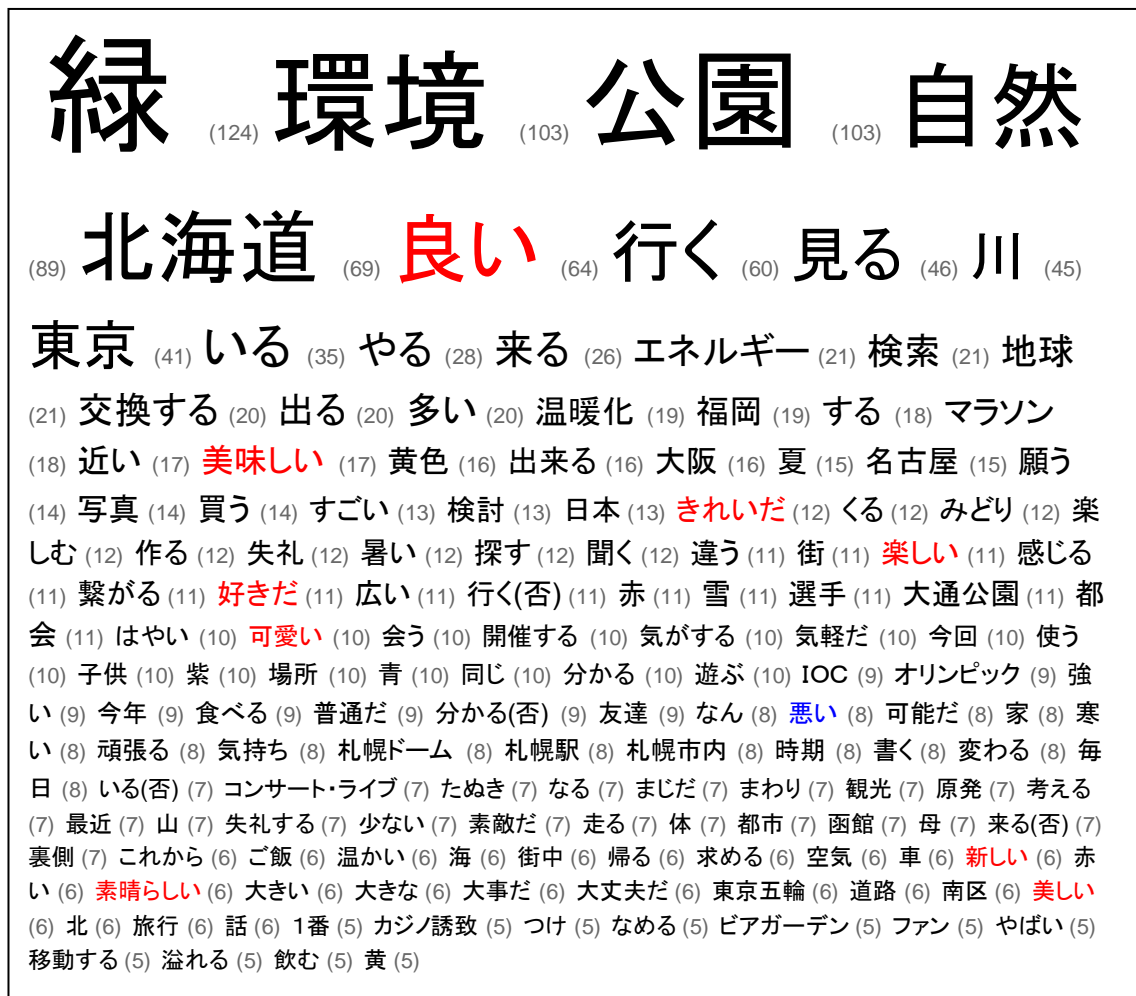 緑 (124) 環境 (103) 公園 (103) 自然
(89) 北海道 (69) 良い (64) 行く (60) 見る (46) 川 (45)
東京 (41) いる (35) やる (28) 来る (26) エネルギー (21) 検索 (21) 地球
(21) 交換する (20) 出る (20) 多い (20) 温暖化 (19) 福岡 (19) する (18) マラソン
(18) 近い (17) 美味しい (17) 黄色 (16) 出来る (16) 大阪 (16) 夏 (15) 名古屋 (15) 願う
(14) 写真 (14) 買う (14) すごい (13) 検討 (13) 日本 (13) きれいだ (12) くる (12) みどり (12) 楽
しむ (12) 作る (12) 失礼 (12) 暑い (12) 探す (12) 聞く (12) 違う (11) 街 (11) 楽しい (11) 感じる
(11) 繋がる (11) 好きだ (11) 広い (11) 行く(否) (11) 赤 (11) 雪 (11) 選手 (11) 大通公園 (11) 都
会 (11) はやい (10) 可愛い (10) 会う (10) 開催する (10) 気がする (10) 気軽だ (10) 今回 (10) 使う
(10) 子供 (10) 紫 (10) 場所 (10) 青 (10) 同じ (10) 分かる (10) 遊ぶ (10) IOC (9) オリンピック (9) 強
い (9) 今年 (9) 食べる (9) 普通だ (9) 分かる(否) (9) 友達 (9) なん (8) 悪い (8) 可能だ (8) 家 (8) 寒
い (8) 頑張る (8) 気持ち (8) 札幌ドーム (8) 札幌駅 (8) 札幌市内 (8) 時期 (8) 書く (8) 変わる (8) 毎
日 (8) いる(否) (7) コンサート・ライブ (7) たぬき (7) なる (7) まじだ (7) まわり (7) 観光 (7) 原発 (7) 考える
(7) 最近 (7) 山 (7) 失礼する (7) 少ない (7) 素敵だ (7) 走る (7) 体 (7) 都市 (7) 函館 (7) 母 (7) 来る(否) (7)
裏側 (7) これから (6) ご飯 (6) 温かい (6) 海 (6) 街中 (6) 帰る (6) 求める (6) 空気 (6) 車 (6) 新しい (6) 赤
い (6) 素晴らしい (6) 大きい (6) 大きな (6) 大事だ (6) 大丈夫だ (6) 東京五輪 (6) 道路 (6) 南区 (6) 美しい
(6) 北 (6) 旅行 (6) 話 (6) 1番 (5) カジノ誘致 (5) つけ (5) なめる (5) ビアガーデン (5) ファン (5) やばい (5)
移動する (5) 溢れる (5) 飲む (5) 黄 (5)